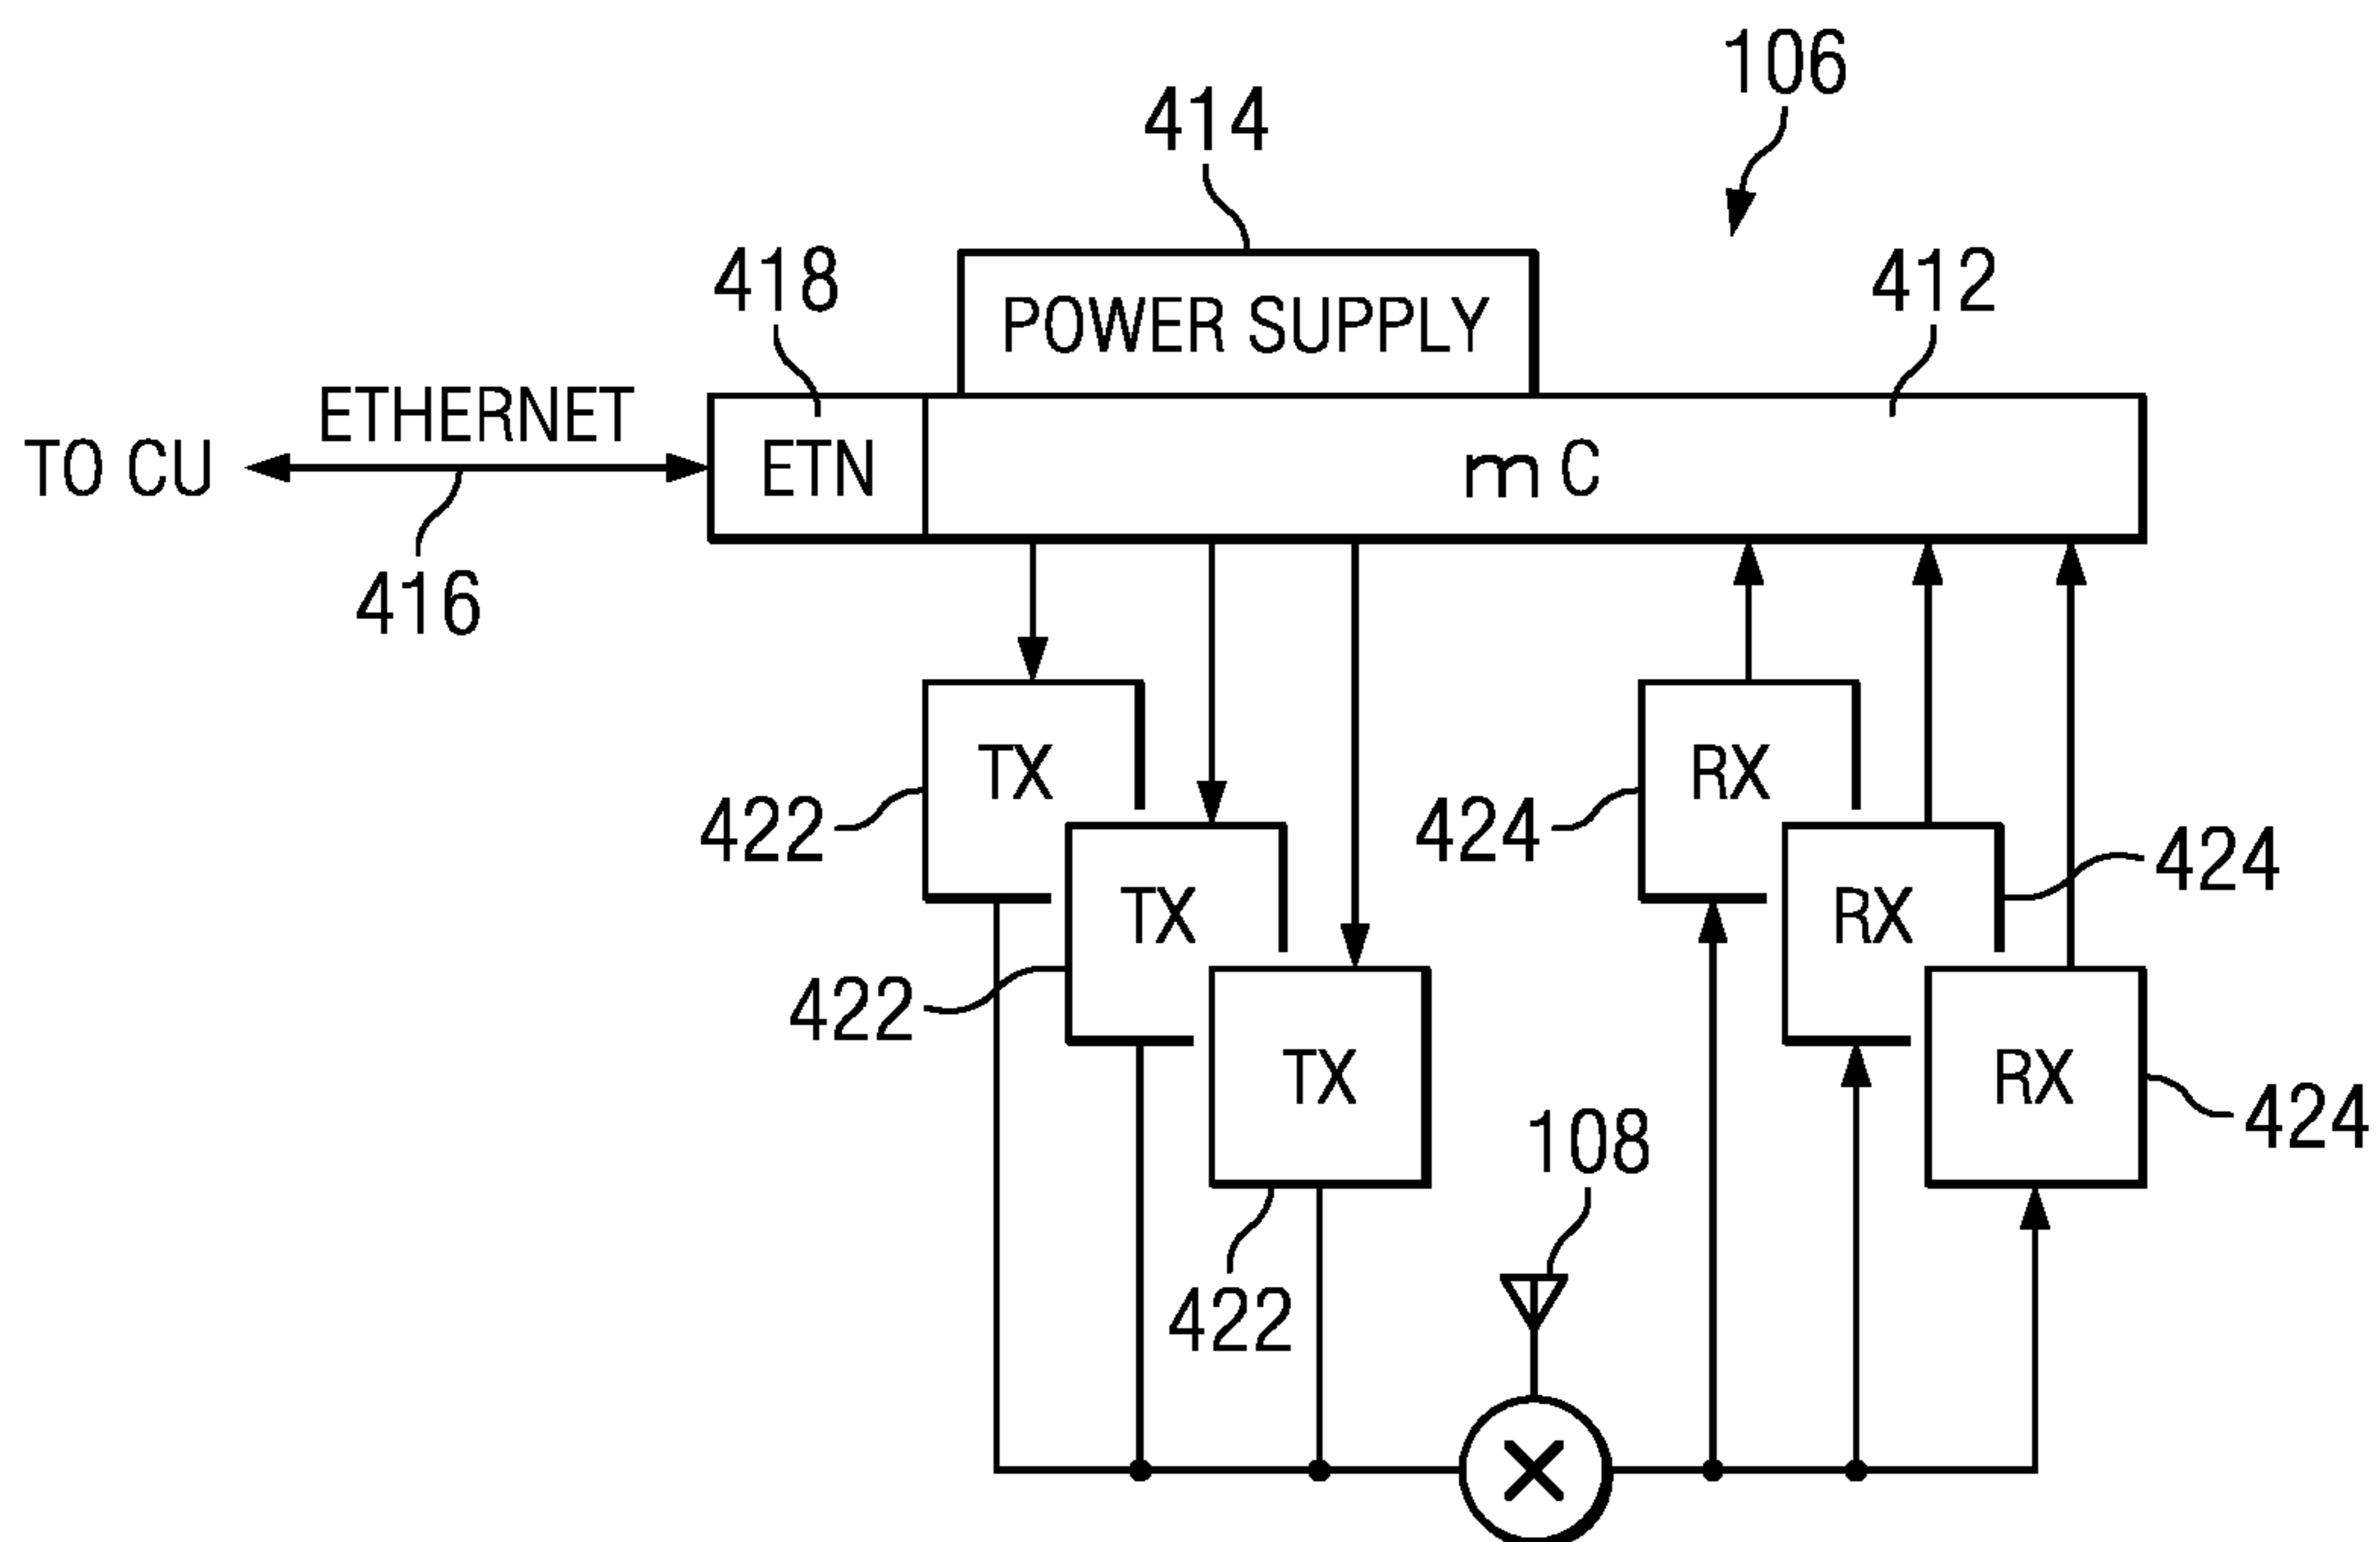 106
414
418
412
POWER SUPPLY
ETHERNET
TO CU
ETN
m C
416
TX
RX
422
424
424
TX
RX
422
TX
RX
424
108
422